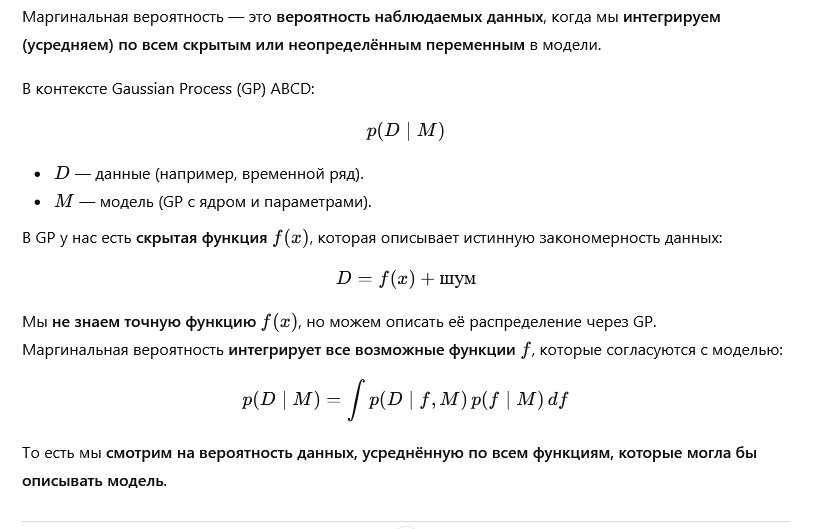 Маргинальная вероятность — это вероятность наблюдаемых данных, когда мы интегрируем
(усредняем) по всем скрытым или неопределённым переменным в модели.
В контексте Gaussian Process (GP) ABCD:
p(D | M)
• D — данные (например, временной ряд).
• M — модель (GP с ядром и параметрами).
В GP у нас есть скрытая функция f(x), которая описывает истинную закономерность данных:
D = f(x) + шум
Мы не знаем точную функцию f(x), но можем описать её распределение через GP.
Маргинальная вероятность интегрирует все возможные функции f, которые согласуются с моделью:
p(D | M) = ∫ p(D | f, M) p(f | M) df
То есть мы смотрим на вероятность данных, усреднённую по всем функциям, которые могла бы
описывать модель.